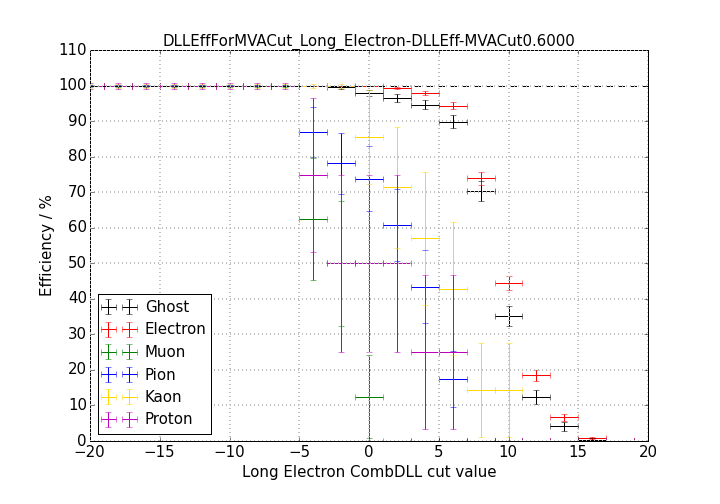 DLLEffForMVACut_Long_Electron-DLLEff-MVACut0.6000
110
100
90
80
70
60
50
40
30
20
10
0
Efficiency / %
Ghost
Electron
Muon
Pion
Kaon
Proton
−20 −15 −10 −5 0 5 10 15 20
Long Electron CombDLL cut value